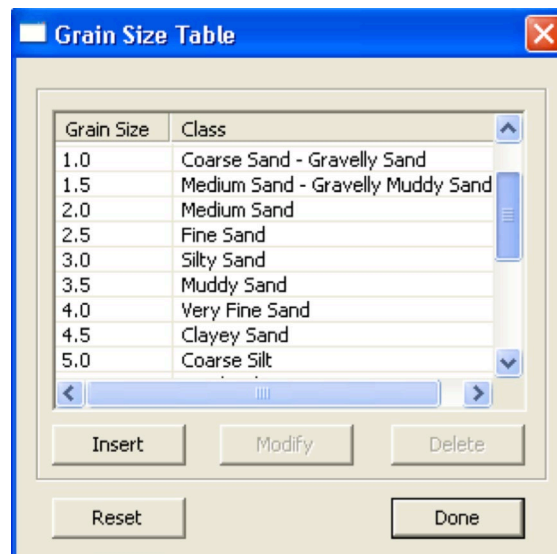 Grain Size Table
Grain Size Class
1.0 Coarse Sand - Gravelly Sand
1.5 Medium Sand - Gravelly Muddy Sand
2.0 Medium Sand
2.5 Fine Sand
3.0 Silty Sand
3.5 Muddy Sand
4.0 Very Fine Sand
4.5 Clayey Sand
5.0 Coarse Silt
Insert Modify Delete
Reset Done